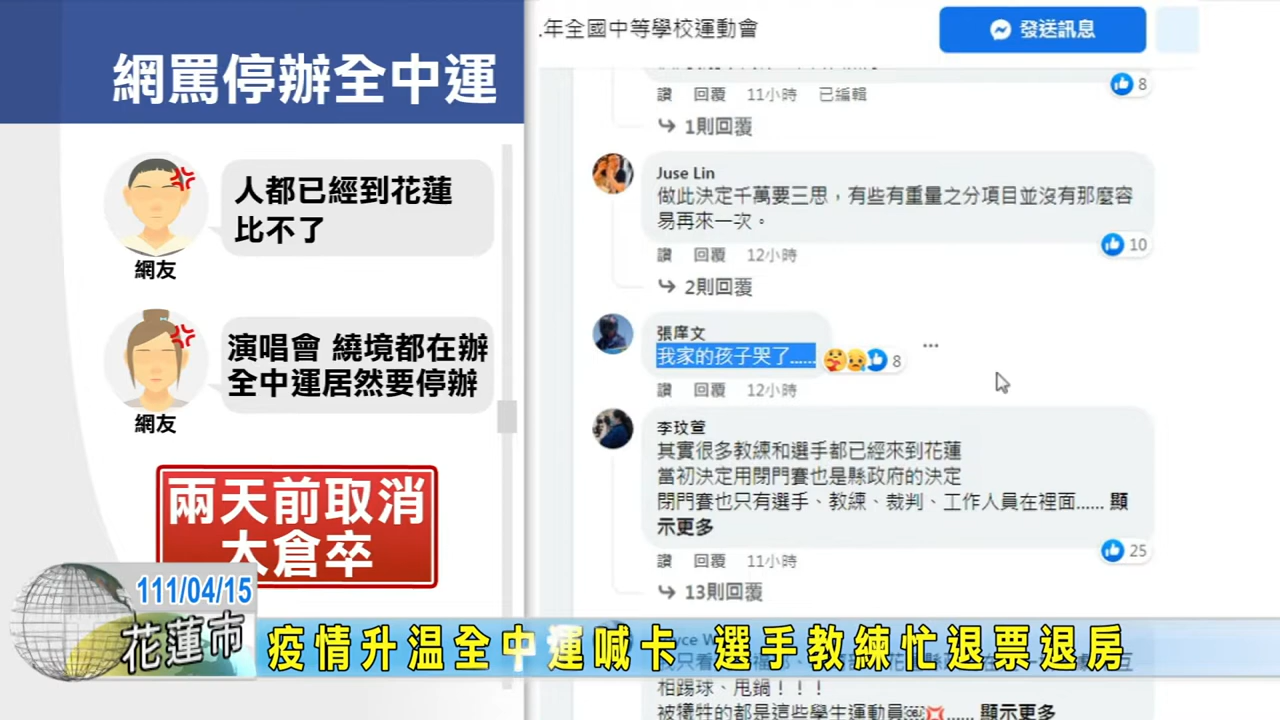 網罵停辦全中運
人都已經到花蓮
比不了
網友
演唱會 繞境都在辦
全中運居然要停辦
網友
兩天前取消
太倉卒
111/04/15
花蓮市
疫情升溫全中運喊卡 選手教練忙退票退房
年全國中等學校運動會
發送訊息
讚 回覆 11小時 已編輯
8
1則回覆
Juse Lin
做此決定千萬要三思,有些有重量之分項目並沒有那麼容
易再來一次。
讚 回覆 12小時
10
2則回覆
張庠文
我家的孩子哭了......
8
讚 回覆 12小時
李玟萱
其實很多教練和選手都已經來到花蓮
當初決定用閉門賽也是縣政府的決定
閉門賽也只有選手、教練、裁判、工作人員在裡面...... 顯
示更多
讚 回覆 11小時
25
13則回覆
相踢球、甩鍋!!!
被犧牲的都是這些學生運動員...... 顯示更多